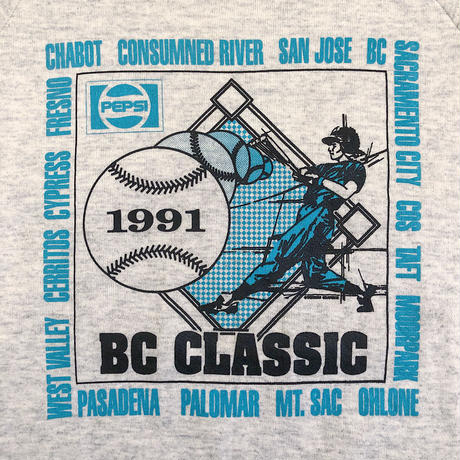 CHABOT CONSUMNED RIVER SAN JOSE BC
SACRAMENTO CITY COS TAFT MOORPARK
WEST VALLEY CERRITOS CYPRESS FRESNO
PEPSI
1991
BC CLASSIC
PASADENA PALOMAR MT. SAC OHLONE